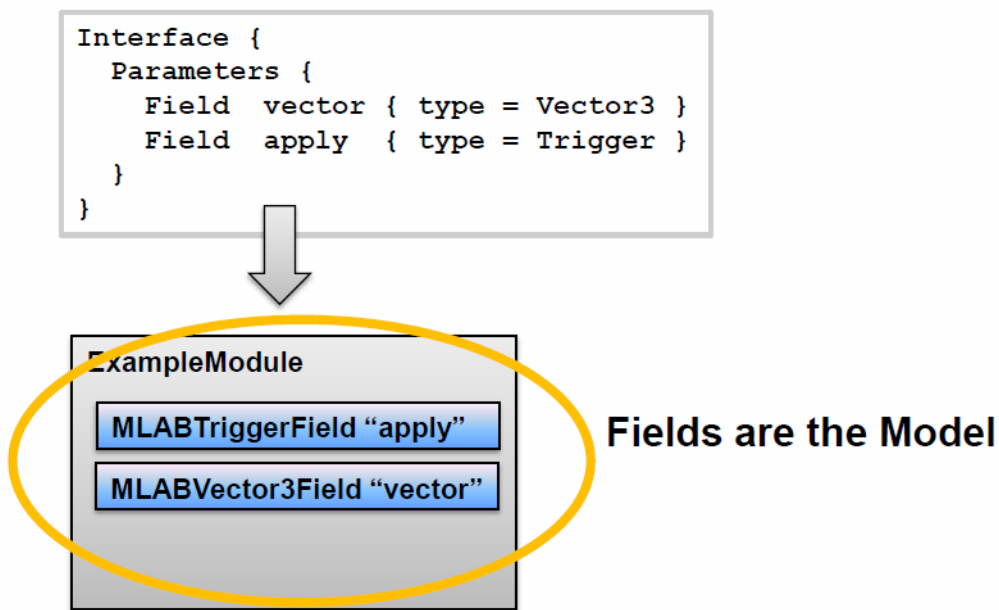 Interface {
  Parameters {
    Field  vector { type = Vector3 }
    Field  apply  { type = Trigger }
  }
}
ExampleModule
MLABTriggerField “apply”
Fields are the Model
MLABVector3Field “vector”